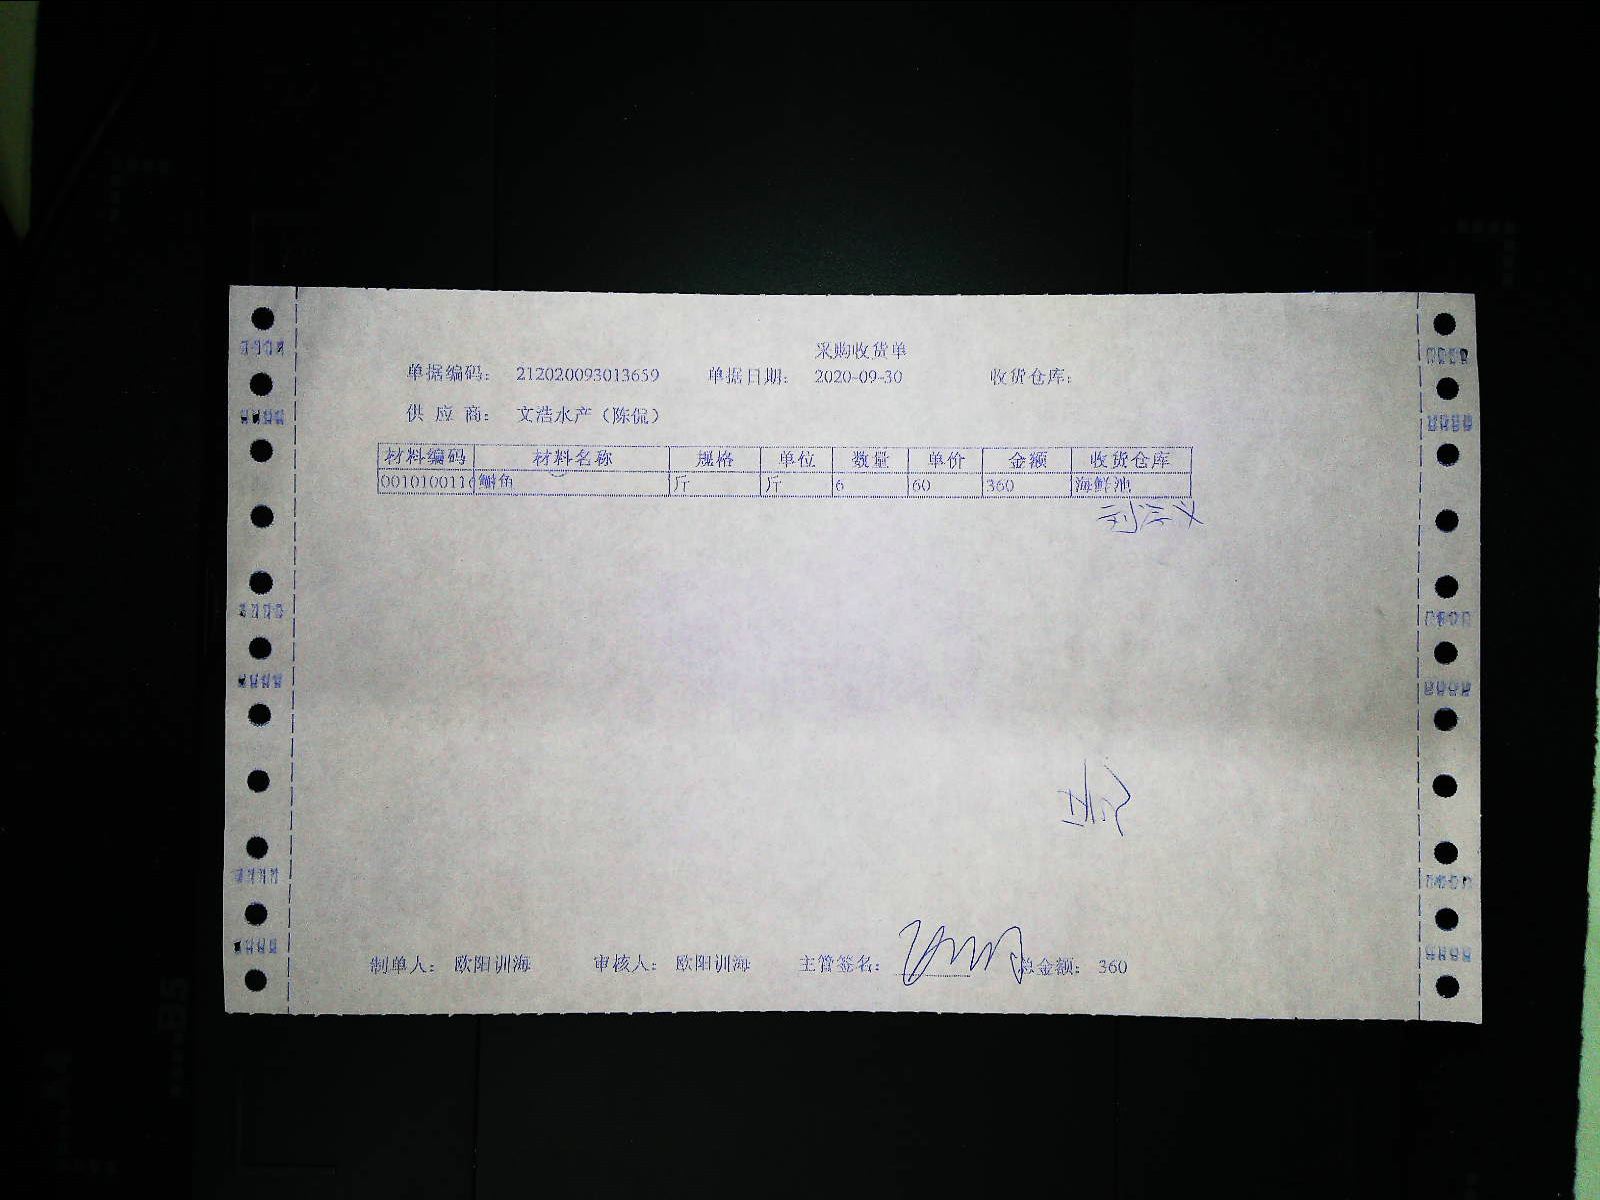 采购收货单
单据编码： 212020093013659 单据日期： 2020-09-30 收货仓库：
供 应 商： 文浩水产（陈侃）
材料编码 材料名称 规格 单位 数量 单价 金额 收货仓库
001010011 斤 斤 6 60 360 海鲜池
制单人： 欧阳训海 审核人： 欧阳训海 主管签名： 总金额： 360